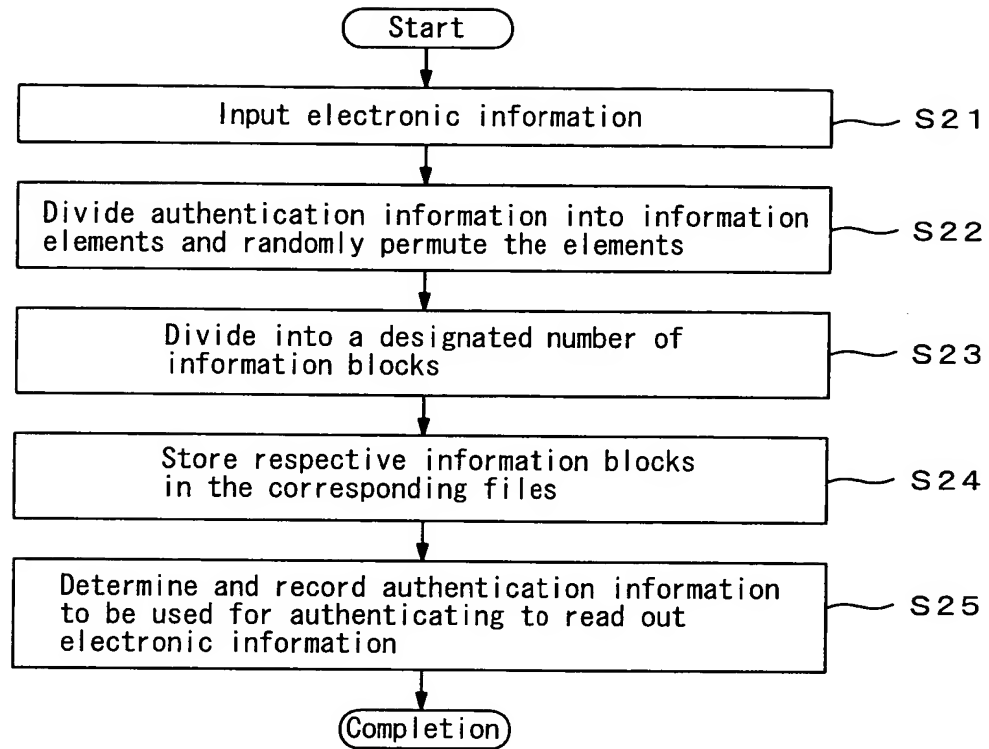 Start
Input electronic information
S21
Divide authentication information into information
elements and randomly permute the elements
S22
Divide into a designated number of
information blocks
S23
Store respective information blocks
in the corresponding files
S24
Determine and record authentication information
to be used for authenticating to read out
electronic information
S25
Completion